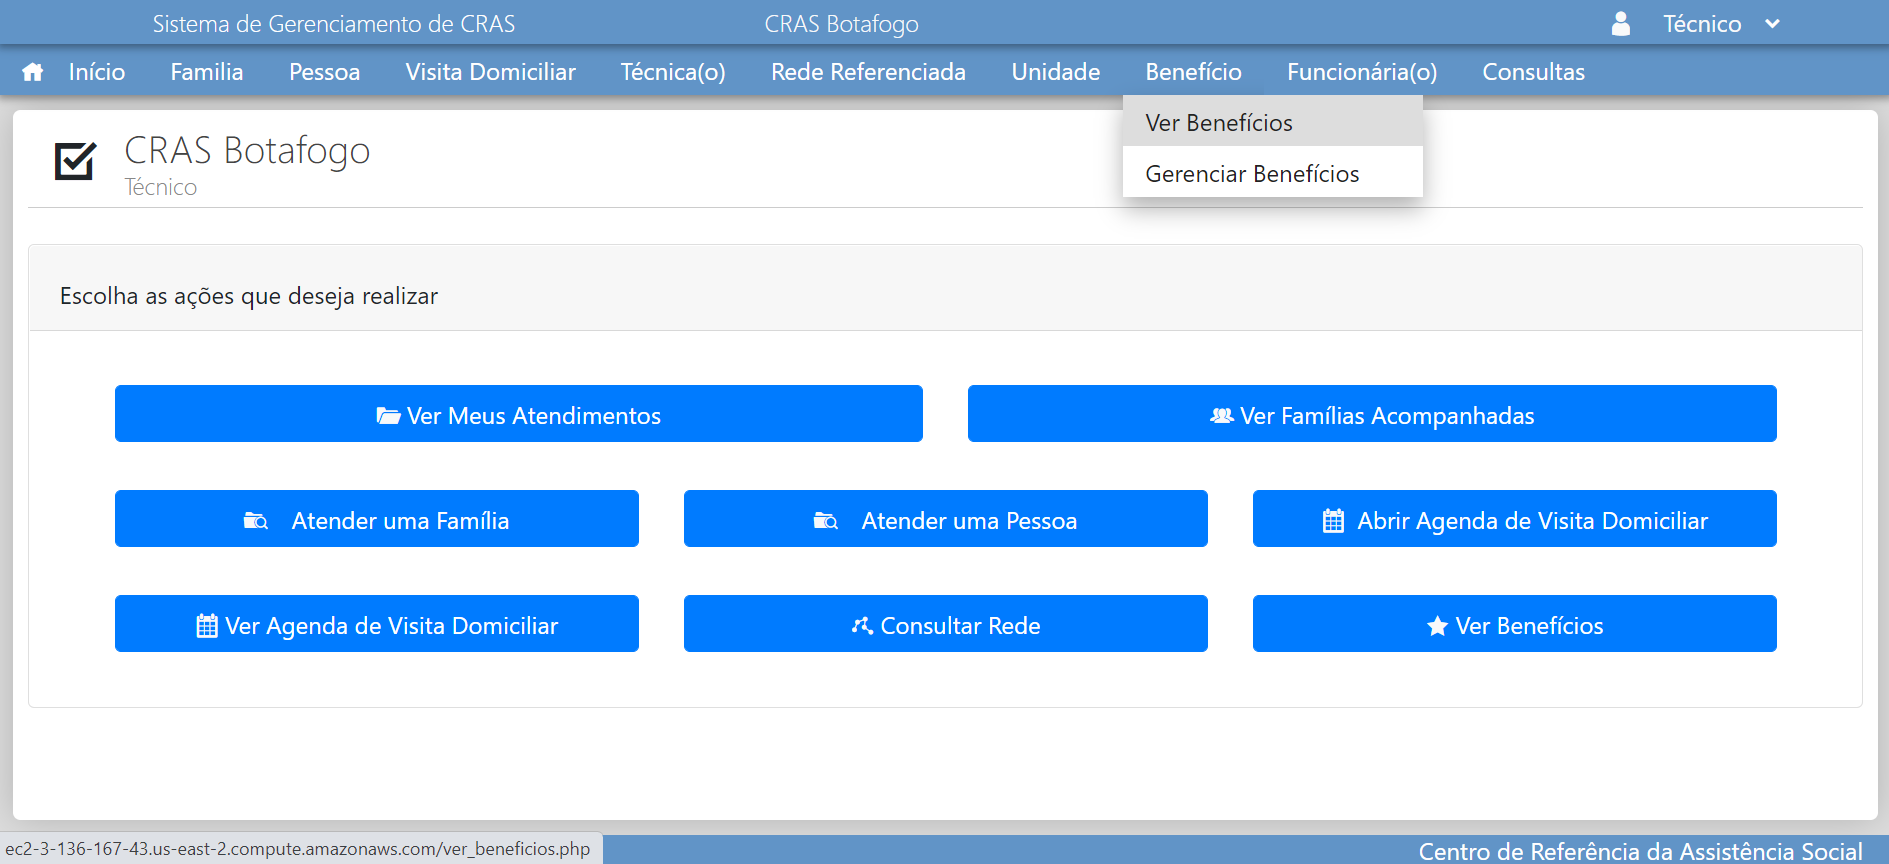 Sistema de Gerenciamento de CRAS CRAS Botafogo Técnico
Início Familia Pessoa Visita Domiciliar Técnica(o) Rede Referenciada Unidade Benefício Funcionária(o) Consultas
Ver Benefícios
Gerenciar Benefícios
CRAS Botafogo
Técnico
Escolha as ações que deseja realizar
Ver Meus Atendimentos Ver Famílias Acompanhadas
Atender uma Família Atender uma Pessoa Abrir Agenda de Visita Domiciliar
Ver Agenda de Visita Domiciliar Consultar Rede Ver Benefícios
ec2-3-136-167-43.us-east-2.compute.amazonaws.com/ver_beneficios.php
Centro de Referência da Assistência Social